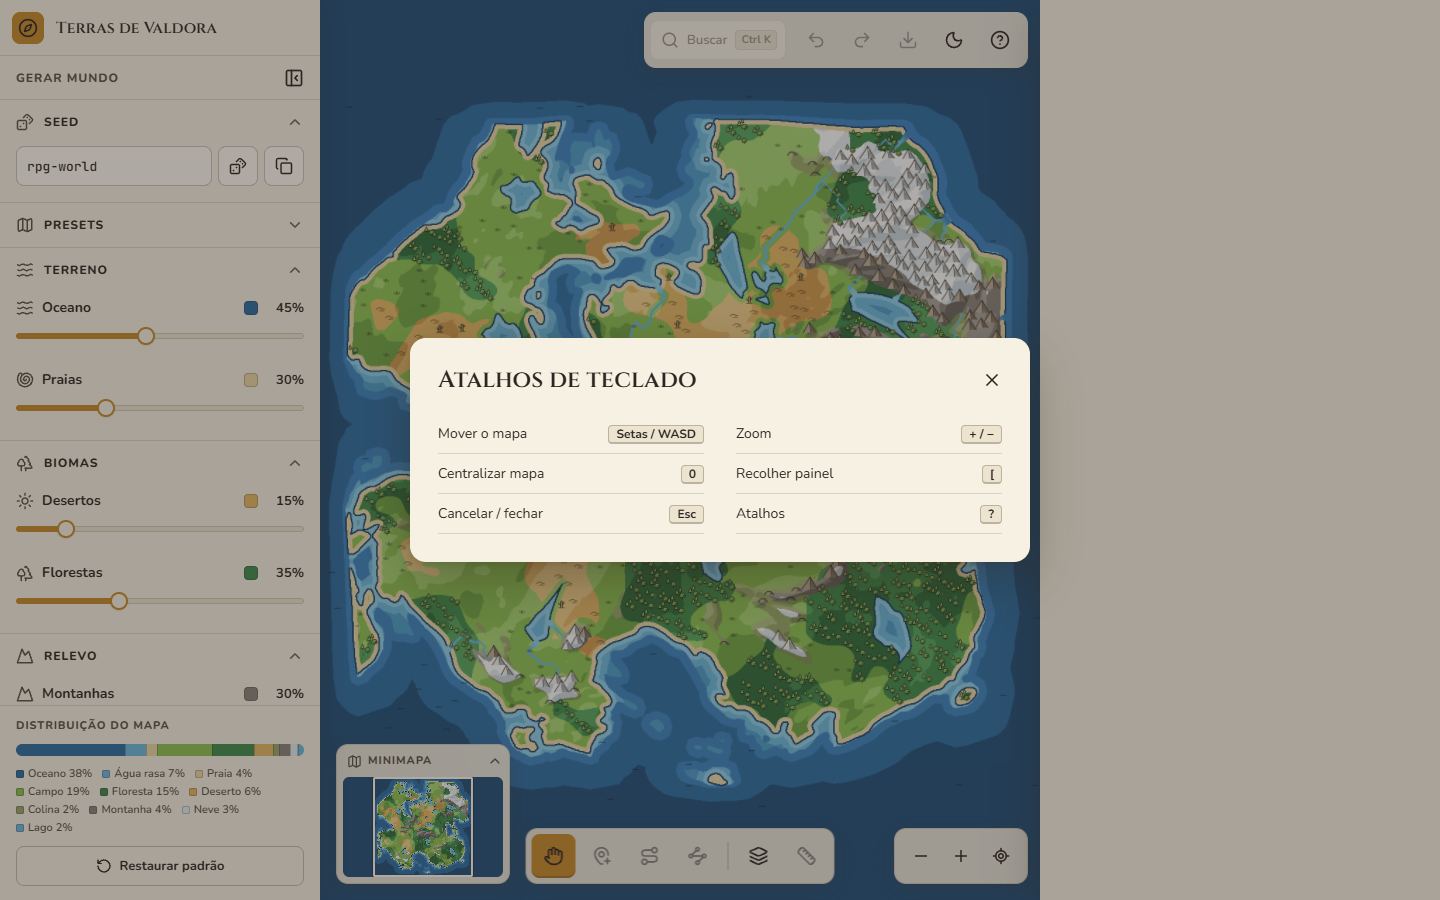 Terras de Valdora
GERAR MUNDO
SEED
rpg-world
PRESETS
TERRENO
Oceano 45%
Praias 30%
BIOMAS
Desertos 15%
Florestas 35%
RELEVO
Montanhas 30%
DISTRIBUIÇÃO DO MAPA
Oceano 38% Água rasa 7% Praia 4%
Campo 19% Floresta 15% Deserto 6%
Colina 2% Montanha 4% Neve 3%
Lago 2%
Restaurar padrão
Buscar Ctrl K
Atalhos de teclado
Mover o mapa Setas / WASD
Zoom + / −
Centralizar mapa 0
Recolher painel [
Cancelar / fechar Esc
Atalhos ?
MINIMAPA